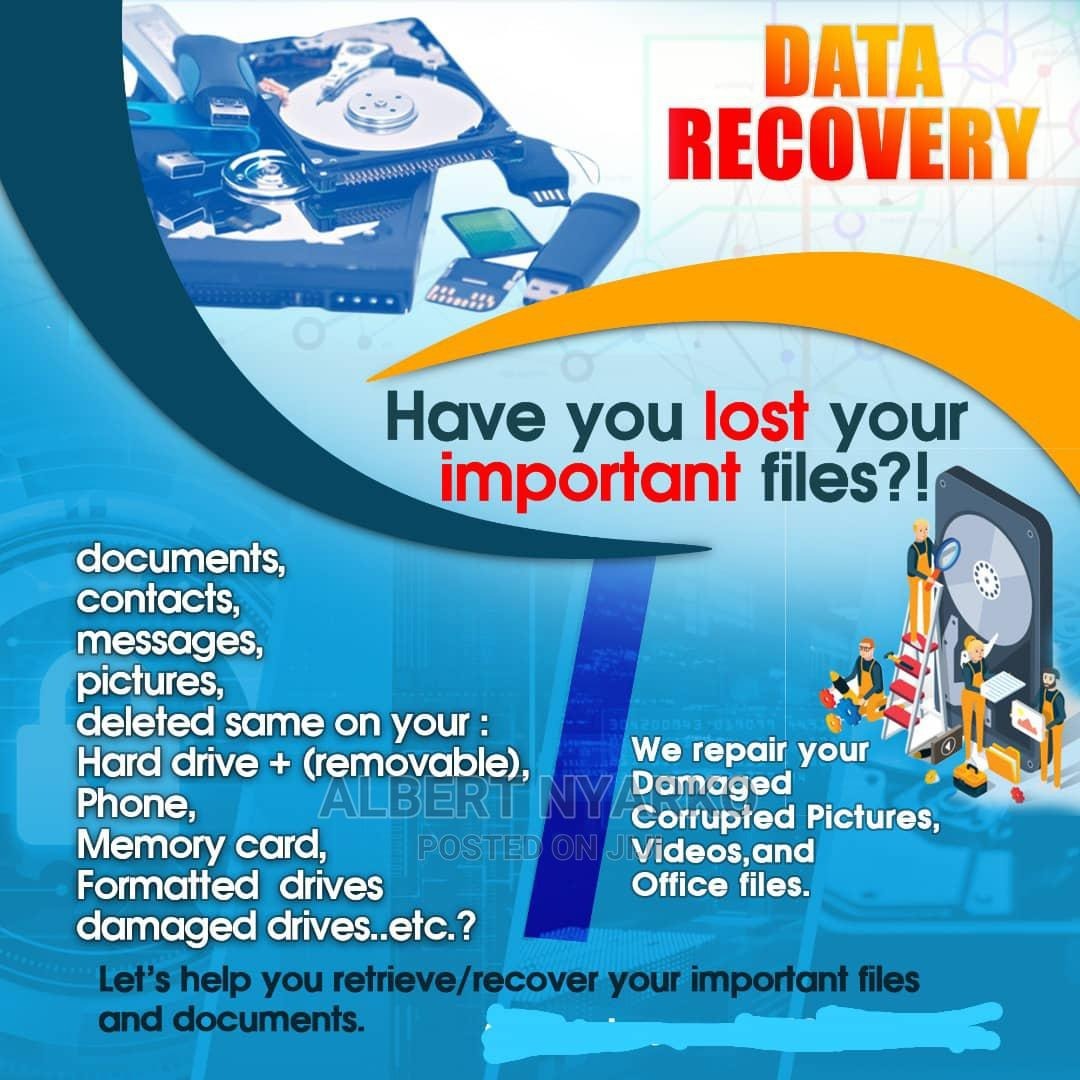 DATA
RECOVERY
Have you lost your
important files?!
documents,
contacts,
messages,
pictures,
deleted same on your :
Hard drive + (removable),
Phone,
Memory card,
Formatted drives
damaged drives..etc.?
We repair your
Damaged
Corrupted Pictures,
Videos,and
Office files.
ALBERT NYARKO
POSTED ON JIJI
Let's help you retrieve/recover your important files
and documents.